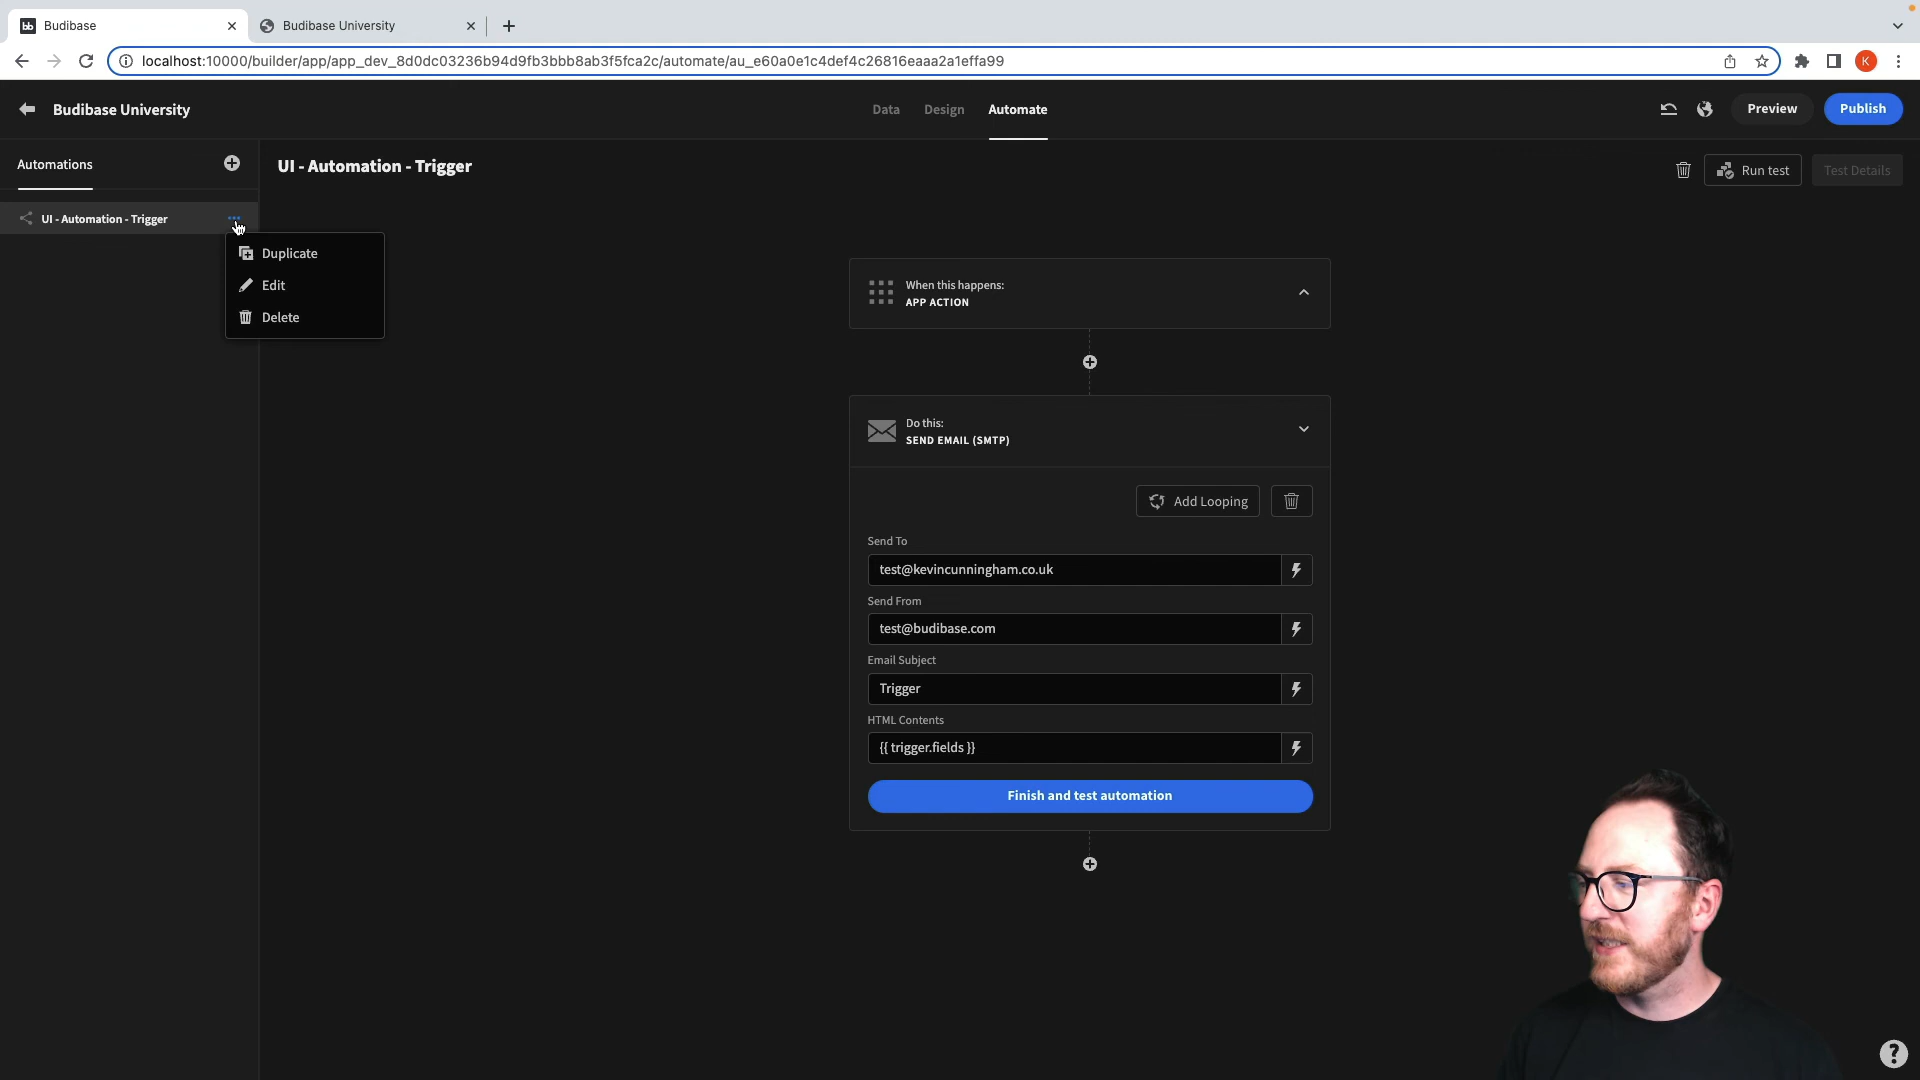 Budibase
Budibase University
localhost:10000/builder/app/app_dev_8d0dc03236b94d9fb3bbb8ab3f5fca2c/automate/au_e60a0e1c4def4c26816eaaa2a1effa99
K
Budibase University
Data
Design
Automate
Preview
Publish
Automations
UI - Automation - Trigger
Run test
Test Details
UI - Automation - Trigger
Duplicate
Edit
Delete
When this happens:
APP ACTION
Do this:
SEND EMAIL (SMTP)
Add Looping
Send To
test@kevincunningham.co.uk
Send From
test@budibase.com
Email Subject
Trigger
HTML Contents
{{ trigger.fields }}
Finish and test automation